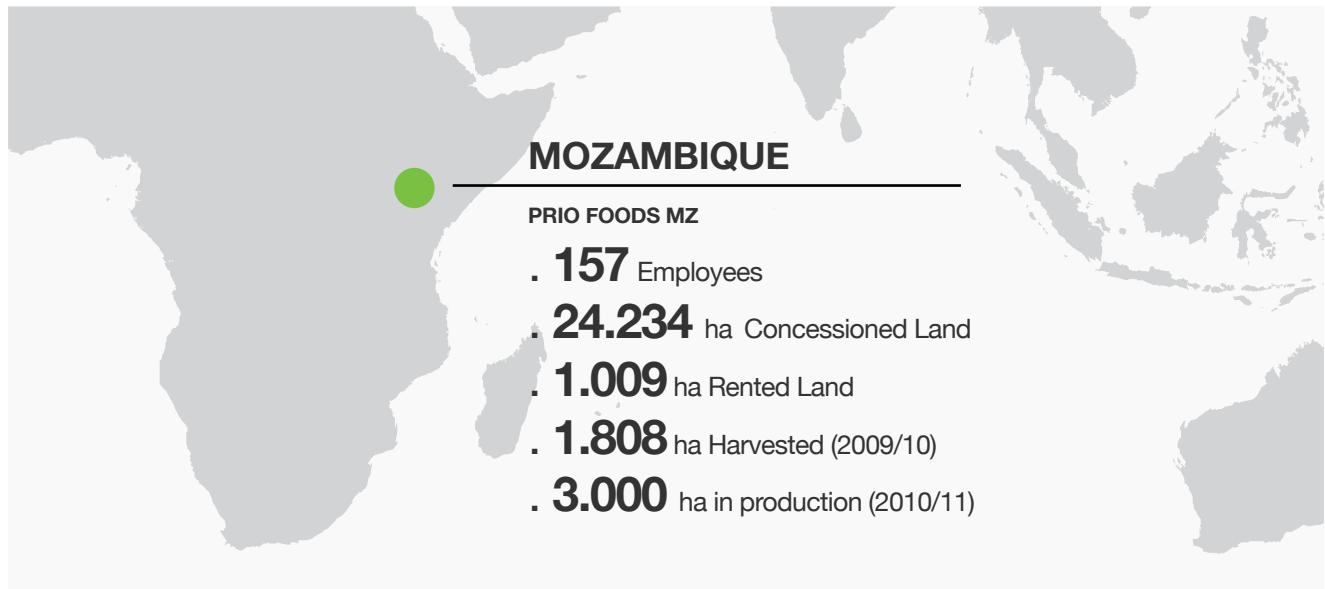 MOZAMBIQUE
PRIO FOODS MZ
. 157 Employees
. 24.234 ha Concessioned Land
. 1.009 ha Rented Land
. 1.808 ha Harvested (2009/10)
. 3.000 ha in production (2010/11)